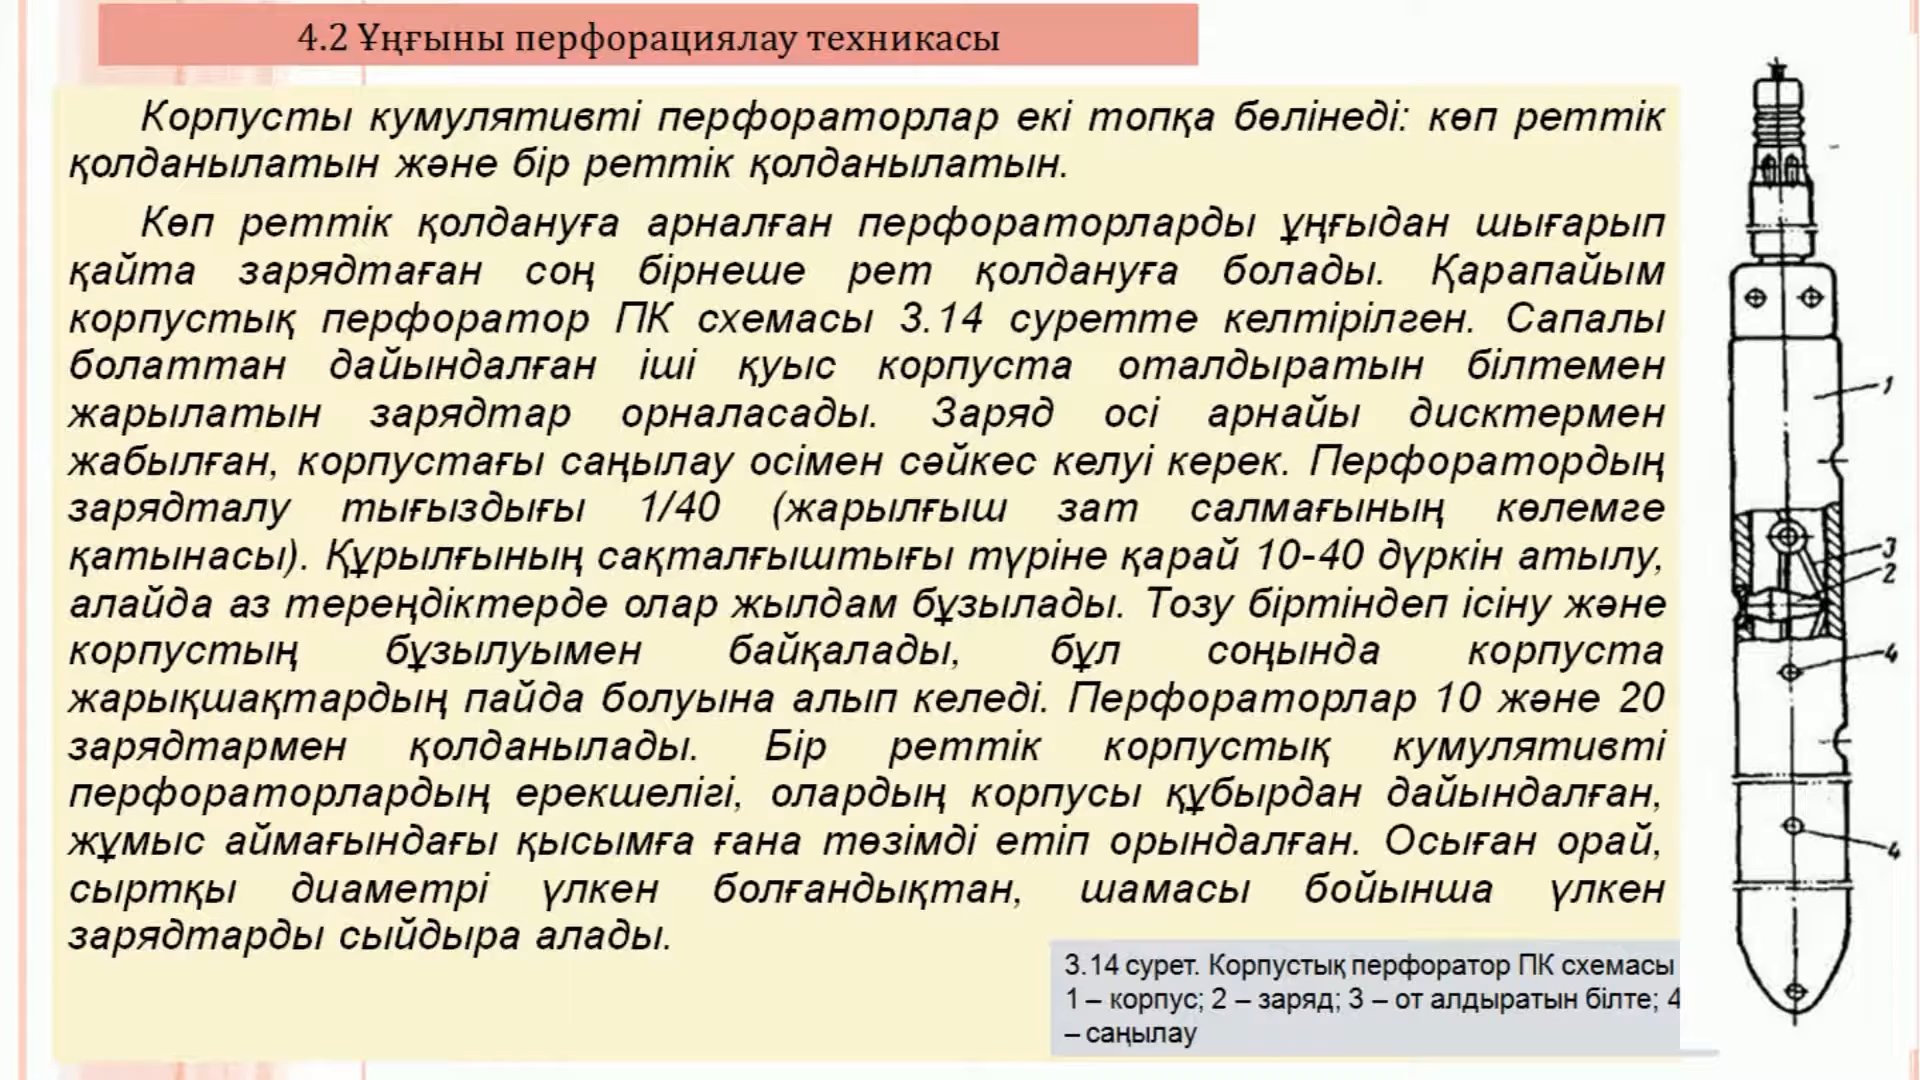 4.2 Ұңғыны перфорациялау техникасы
Корпусты кумулятивті перфораторлар екі топқа бөлінеді: көп реттік
қолданылатын және бір реттік қолданылатын.
Көп реттік қолдануға арналған перфораторларды ұңғыдан шығарып
қайта зарядтаған соң бірнеше рет қолдануға болады. Қарапайым
корпустық перфоратор ПК схемасы 3.14 суретте келтірілген. Сапалы
болаттан дайындалған іші қуыс корпуста оталдыратын білтемен
жарылатын зарядтар орналасады. Заряд осі арнайы дисктермен
жабылған, корпустағы саңылау осімен сәйкес келуі керек. Перфоратордың
зарядталу тығыздығы 1/40 (жарылғыш зат салмағының көлемге
қатынасы). Құрылғының сақталғыштығы түріне қарай 10-40 дүркін атылу,
алайда аз тереңдіктерде олар жылдам бұзылады. Тозу біртіндеп ісіну және
корпустың бұзылуымен байқалады, бұл соңында корпуста
жарықшақтардың пайда болуына алып келеді. Перфораторлар 10 және 20
зарядтармен қолданылады. Бір реттік корпустық кумулятивті
перфораторлардың ерекшелігі, олардың корпусы құбырдан дайындалған,
жұмыс аймағындағы қысымға ғана төзімді етіп орындалған. Осыған орай,
сыртқы диаметрі үлкен болғандықтан, шамасы бойынша үлкен
зарядтарды сыйдыра алады.
3.14 сурет. Корпустық перфоратор ПК схемасы
1 – корпус; 2 – заряд; 3 – от алдыратын білте; 4
– саңылау
1
3
2
4
4